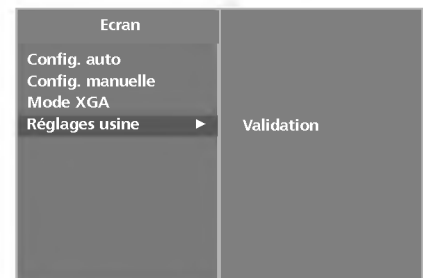 Ecran
Config. auto
Config. manuelle
Mode XGA
Réglages usine ►
Validation